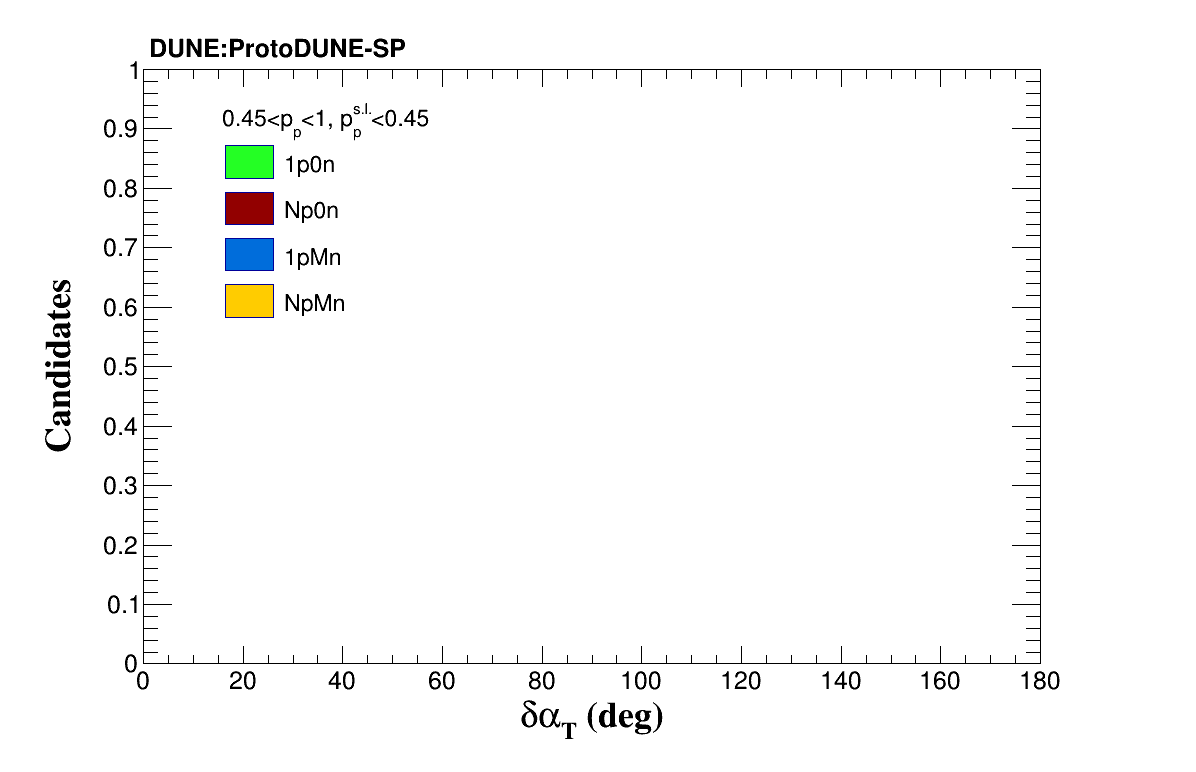 DUNE:ProtoDUNE-SP
0.45<p_p<1, p_p^s.l.<0.45
1p0n
Np0n
1pMn
NpMn
Candidates
1
0.9
0.8
0.7
0.6
0.5
0.4
0.3
0.2
0.1
0
0 20 40 60 80 100 120 140 160 180
δα_T (deg)